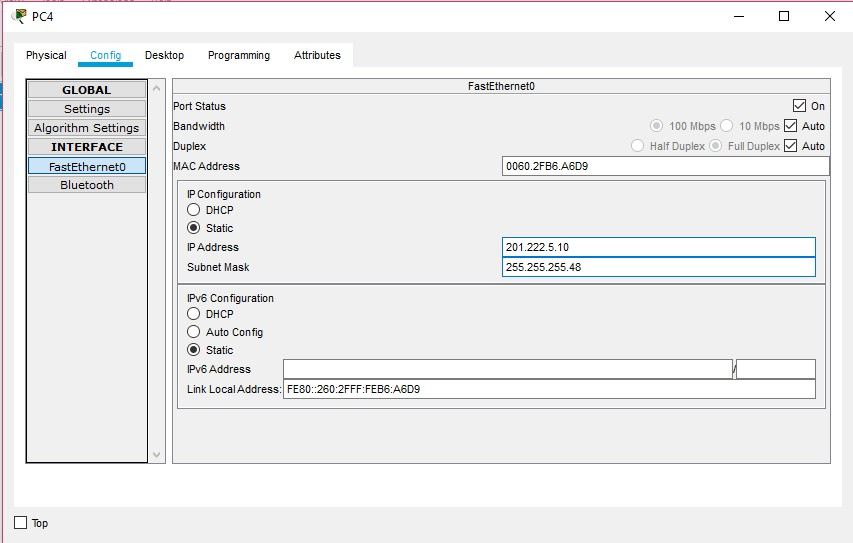 PC4
Physical Config Desktop Programming Attributes
GLOBAL
Settings
Algorithm Settings
INTERFACE
FastEthernet0
Bluetooth
FastEthernet0
Port Status On
Bandwidth 100 Mbps 10 Mbps Auto
Duplex Half Duplex Full Duplex Auto
MAC Address 0060.2FB6.A6D9
IP Configuration
DHCP
Static
IP Address 201.222.5.10
Subnet Mask 255.255.255.48
IPv6 Configuration
DHCP
Auto Config
Static
IPv6 Address /
Link Local Address: FE80::260:2FFF:FEB6:A6D9
Top